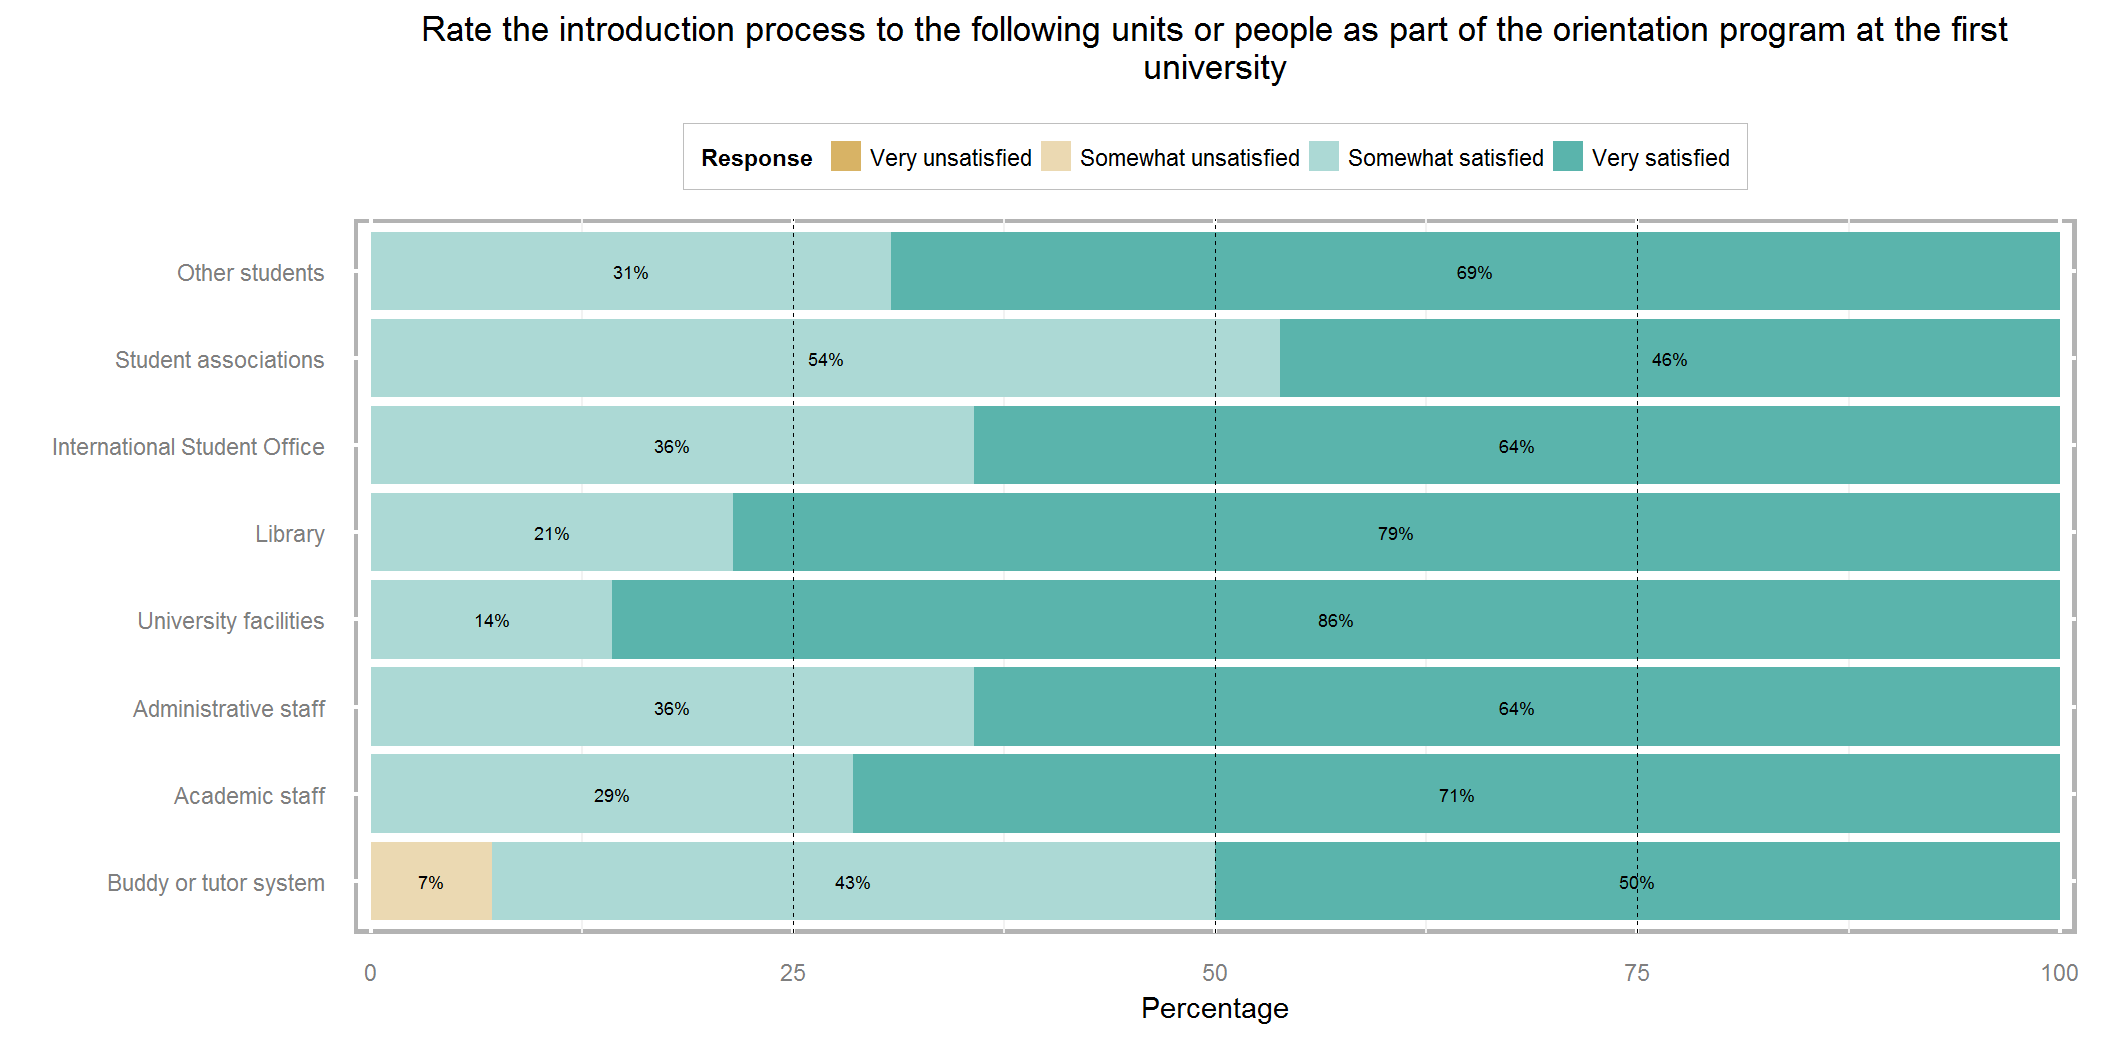 Rate the introduction process to the following units or people as part of the orientation program at the first
university
Response Very unsatisfied Somewhat unsatisfied Somewhat satisfied Very satisfied
Other students 31% 69%
Student associations 54% 46%
International Student Office 36% 64%
Library 21% 79%
University facilities 14% 86%
Administrative staff 36% 64%
Academic staff 29% 71%
Buddy or tutor system 7% 43% 50%
0 25 50 75 100
Percentage